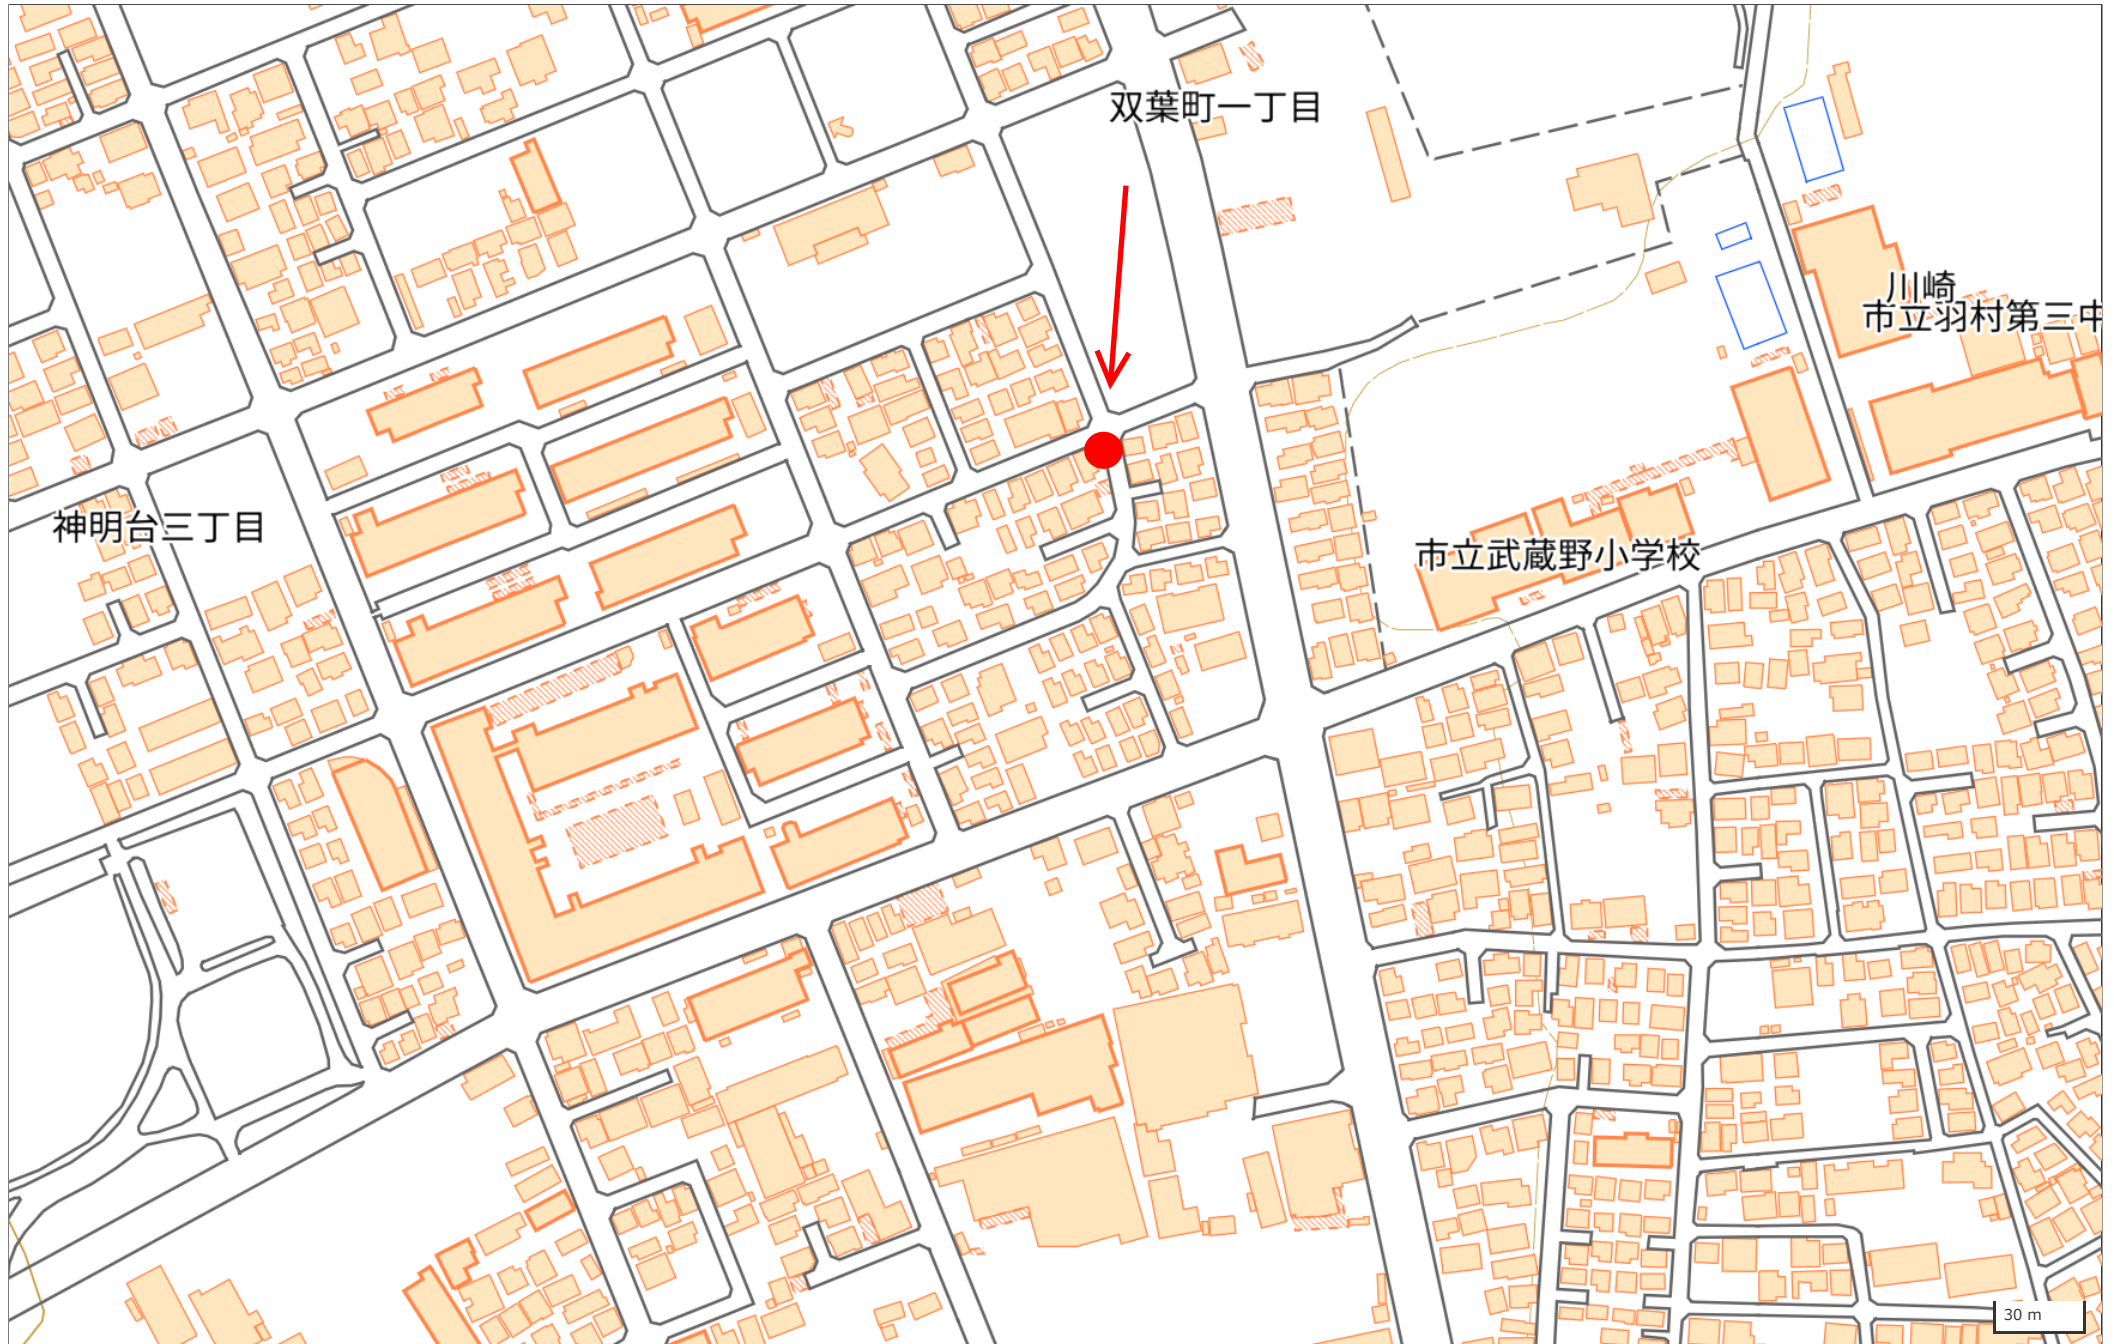 双葉町一丁目
川崎
市立羽村第三中
神明台三丁目
市立武蔵野小学校
30 m